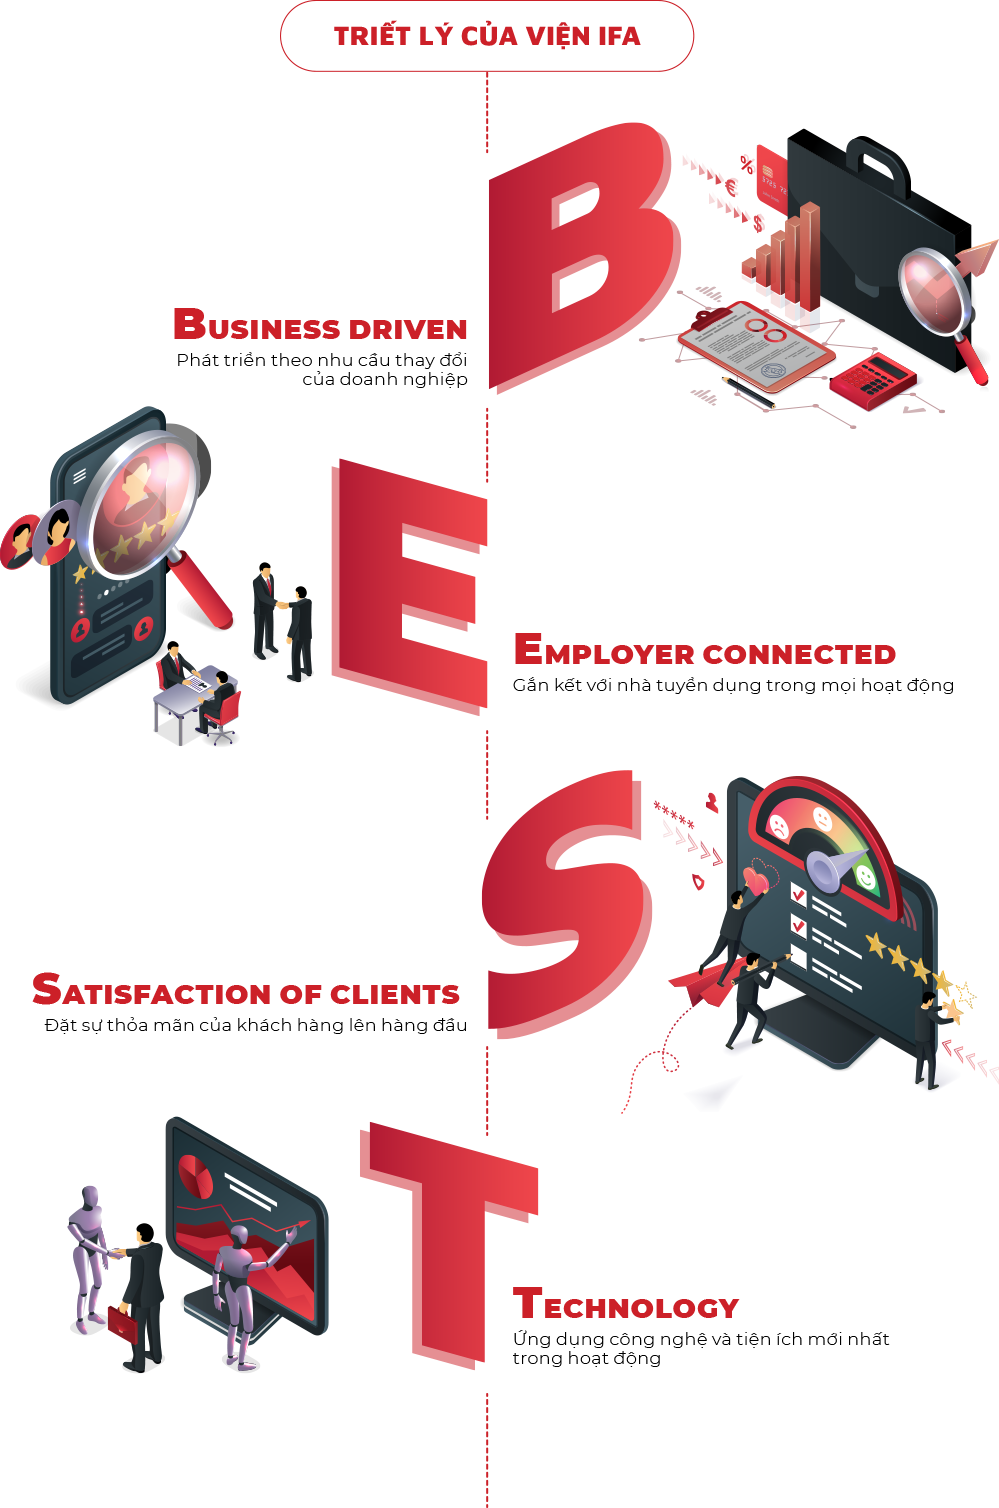 TRIẾT LÝ CỦA VIỆN IFA
B
%
€
$
BUSINESS DRIVEN
Phát triển theo nhu cầu thay đổi
của doanh nghiệp
E
EMPLOYER CONNECTED
Gắn kết với nhà tuyển dụng trong mọi hoạt động
S
*****
SATISFACTION OF CLIENTS
Đặt sự thỏa mãn của khách hàng lên hàng đầu
T
TECHNOLOGY
Ứng dụng công nghệ và tiện ích mới nhất
trong hoạt động